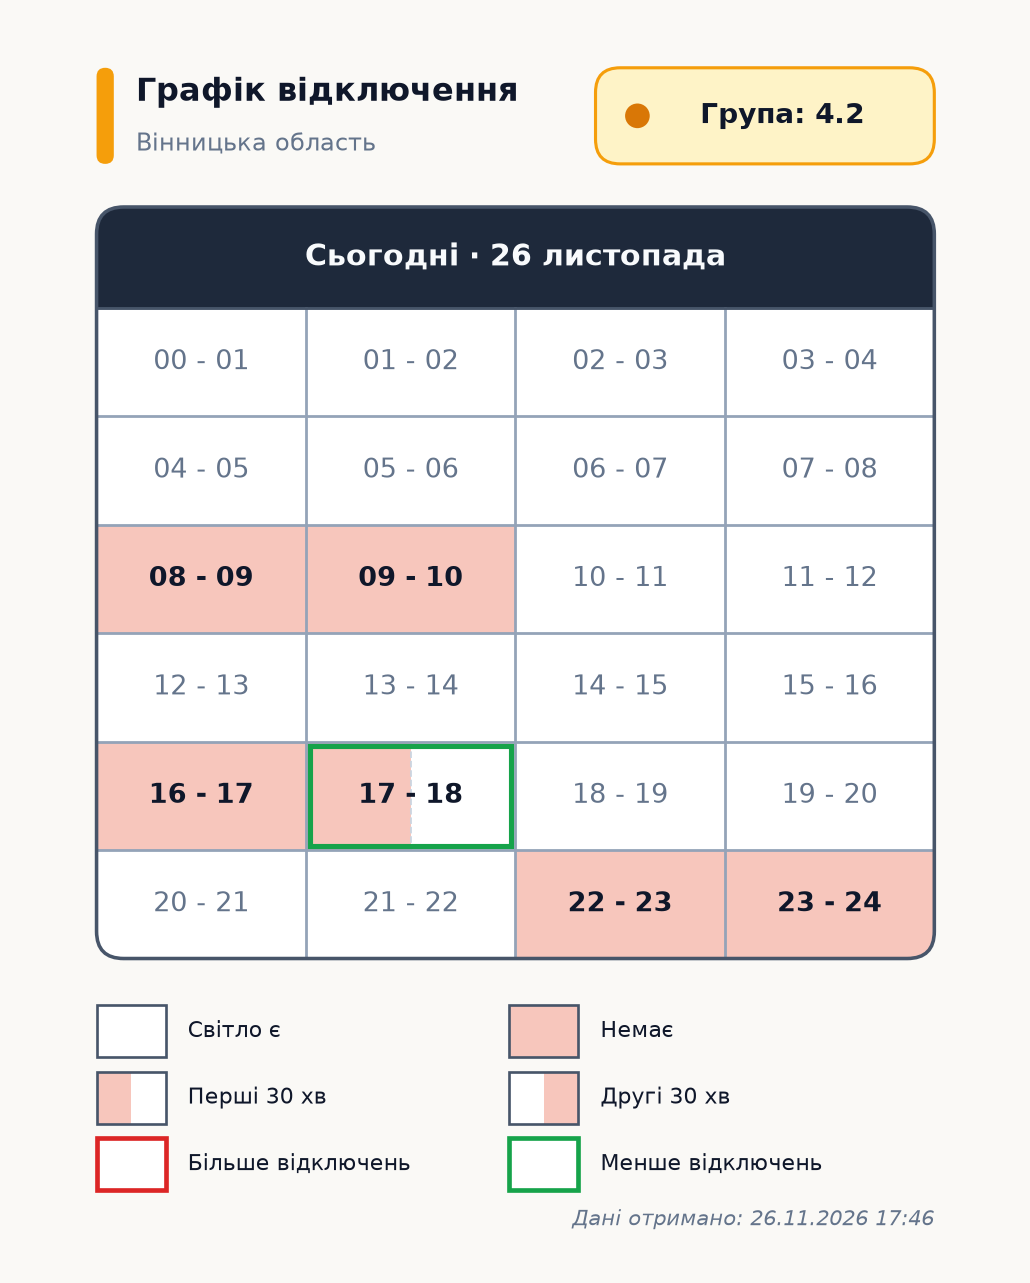 Графік відключення
Вінницька область
Група: 4.2
Сьогодні · 26 листопада
00 - 01 01 - 02 02 - 03 03 - 04
04 - 05 05 - 06 06 - 07 07 - 08
08 - 09 09 - 10 10 - 11 11 - 12
12 - 13 13 - 14 14 - 15 15 - 16
16 - 17 17 - 18 18 - 19 19 - 20
20 - 21 21 - 22 22 - 23 23 - 24
Світло є Немає
Перші 30 хв Другі 30 хв
Більше відключень Менше відключень
Дані отримано: 26.11.2026 17:46